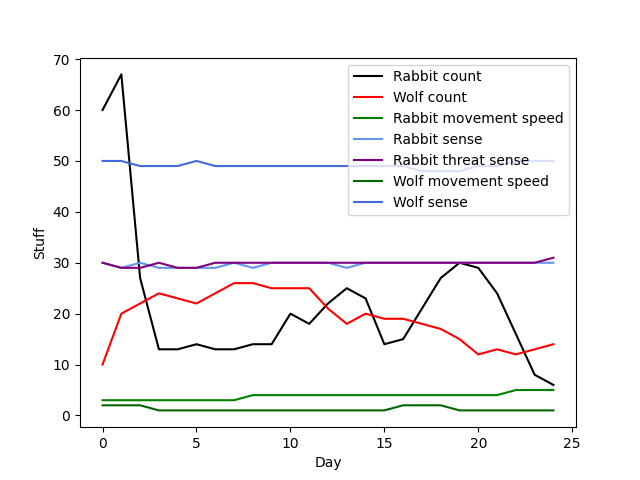 70
60
50
40
30
20
10
0
Stuff
Rabbit count
Wolf count
Rabbit movement speed
Rabbit sense
Rabbit threat sense
Wolf movement speed
Wolf sense
0 5 10 15 20 25
Day